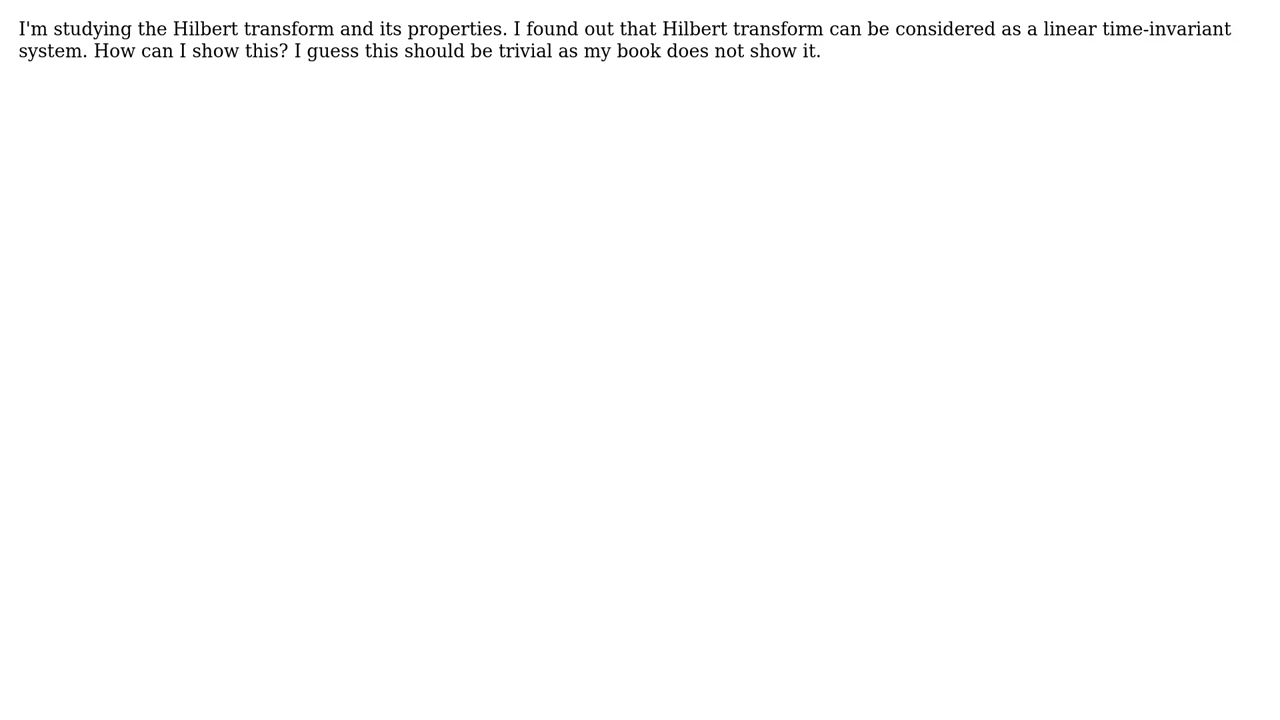 I'm studying the Hilbert transform and its properties. I found out that Hilbert transform can be considered as a linear time-invariant
system. How can I show this? I guess this should be trivial as my book does not show it.